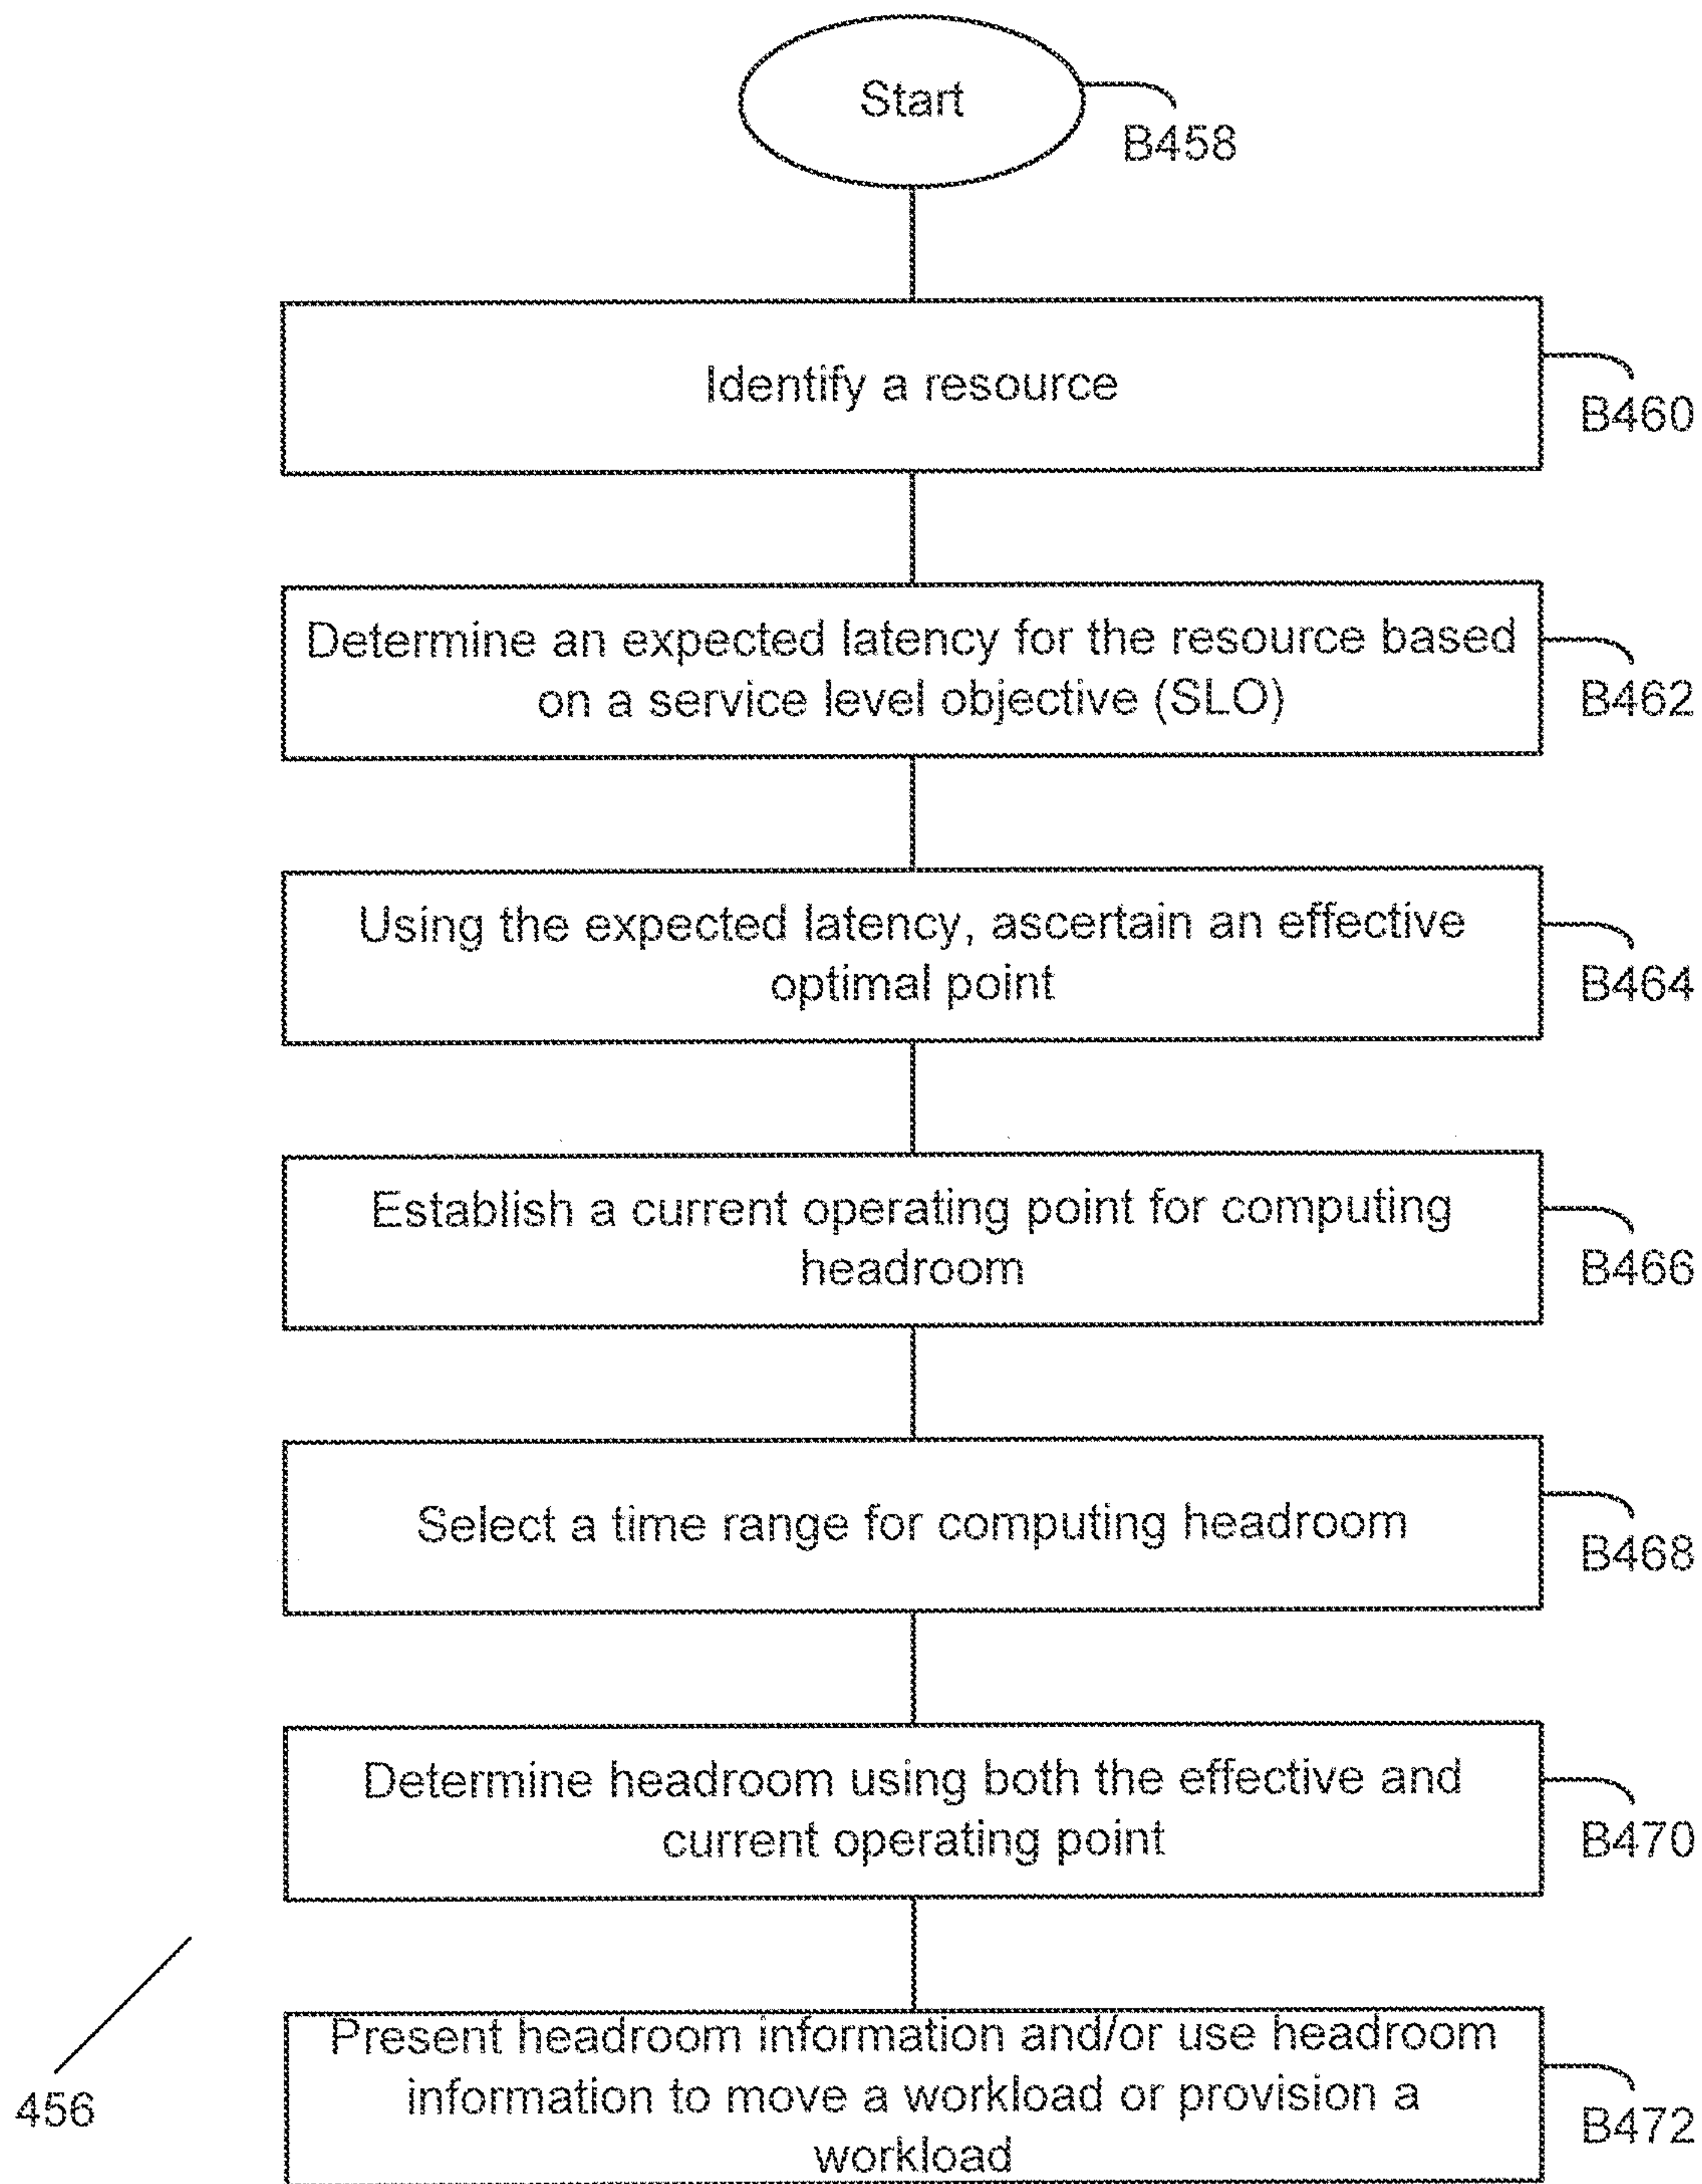 Start
B458
Identify a resource
B460
Determine an expected latency for the resource based
on a service level objective (SLO)
B462
Using the expected latency, ascertain an effective
optimal point
B464
Establish a current operating point for computing
headroom
B466
Select a time range for computing headroom
B468
Determine headroom using both the effective and
current operating point
B470
Present headroom information and/or use headroom
information to move a workload or provision a
workload
B472
456